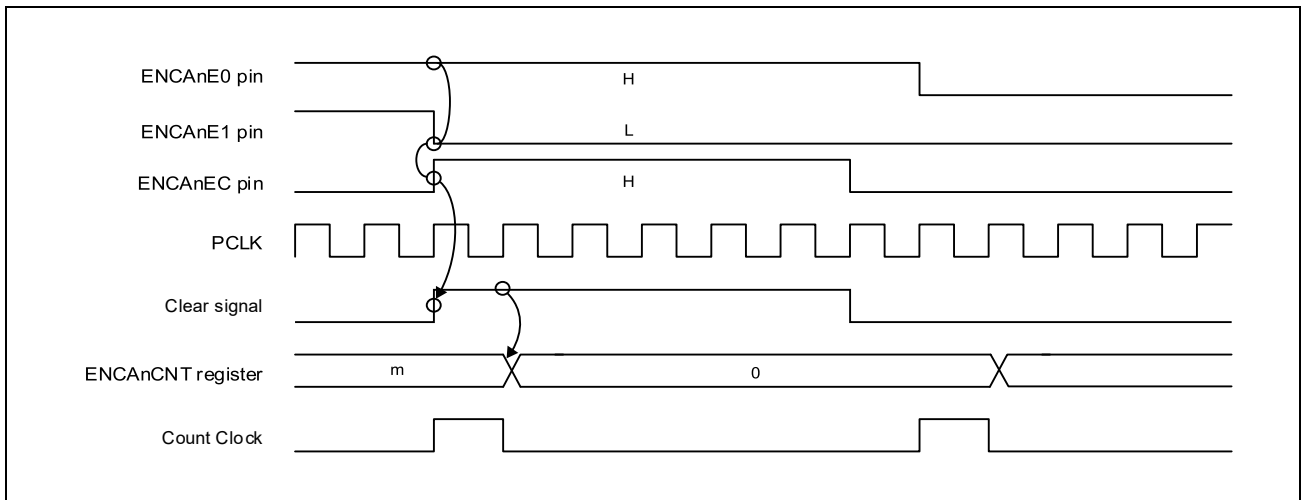 ENCAnE0 pin
H
ENCAnE1 pin
L
ENCAnEC pin
H
PCLK
Clear signal
ENCAnCNT register
m
0
Count Clock